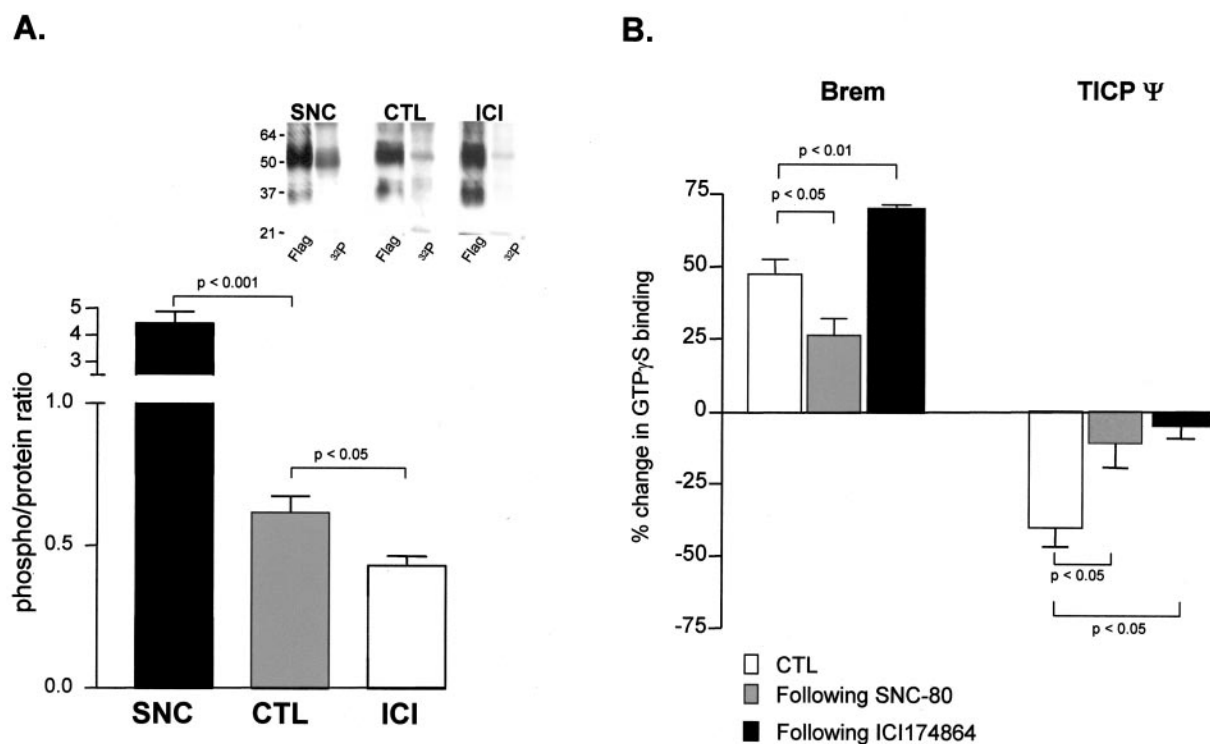 A.
SNC CTL ICI
64
50
37
21
Flag ³²P Flag ³²P Flag ³²P
p < 0.001
5
4
3
1.0
p < 0.05
0.5
0.0
phospho/protein ratio
SNC CTL ICI
B.
Brem TICP Ψ
p < 0.01
p < 0.05
75
50
25
0
-25
-50
-75
% change in GTPγS binding
p < 0.05
p < 0.05
CTL
Following SNC-80
Following ICI174864